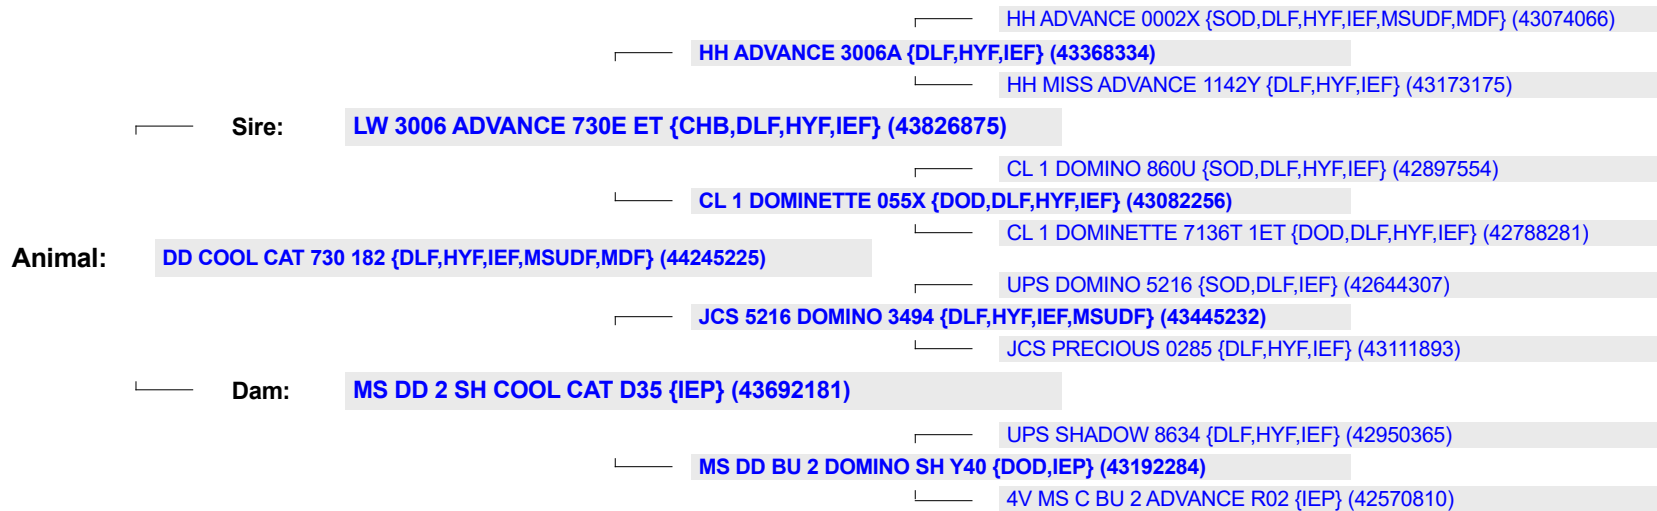 HH ADVANCE 0002X {SOD,DLF,HYF,IEF,MSUDF,MDF} (43074066)
HH ADVANCE 3006A {DLF,HYF,IEF} (43368334)
HH MISS ADVANCE 1142Y {DLF,HYF,IEF} (43173175)
Sire: LW 3006 ADVANCE 730E ET {CHB,DLF,HYF,IEF} (43826875)
CL 1 DOMINO 860U {SOD,DLF,HYF,IEF} (42897554)
CL 1 DOMINETTE 055X {DOD,DLF,HYF,IEF} (43082256)
CL 1 DOMINETTE 7136T 1ET {DOD,DLF,HYF,IEF} (42788281)
Animal: DD COOL CAT 730 182 {DLF,HYF,IEF,MSUDF,MDF} (44245225)
UPS DOMINO 5216 {SOD,DLF,IEF} (42644307)
JCS 5216 DOMINO 3494 {DLF,HYF,IEF,MSUDF} (43445232)
JCS PRECIOUS 0285 {DLF,HYF,IEF} (43111893)
Dam: MS DD 2 SH COOL CAT D35 {IEP} (43692181)
UPS SHADOW 8634 {DLF,HYF,IEF} (42950365)
MS DD BU 2 DOMINO SH Y40 {DOD,IEP} (43192284)
4V MS C BU 2 ADVANCE R02 {IEP} (42570810)